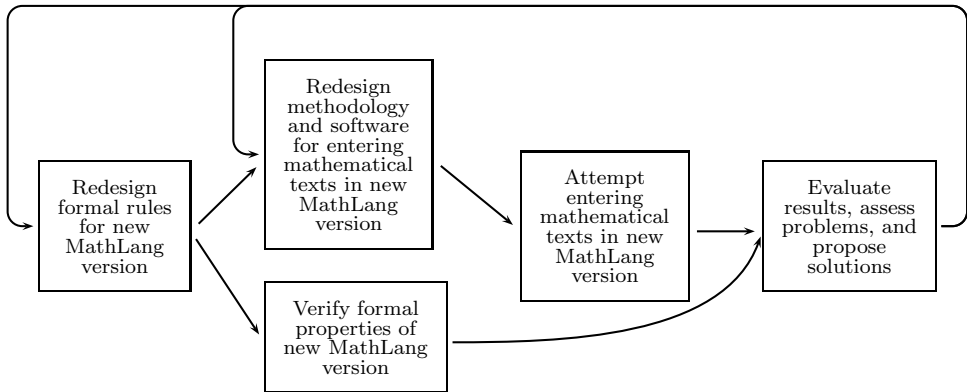 Redesign
formal rules
for new
MathLang
version
Redesign
methodology
and software
for entering
mathematical
texts in new
MathLang
version
Verify formal
properties of
new MathLang
version
Attempt
entering
mathematical
texts in new
MathLang
version
Evaluate
results, assess
problems, and
propose
solutions